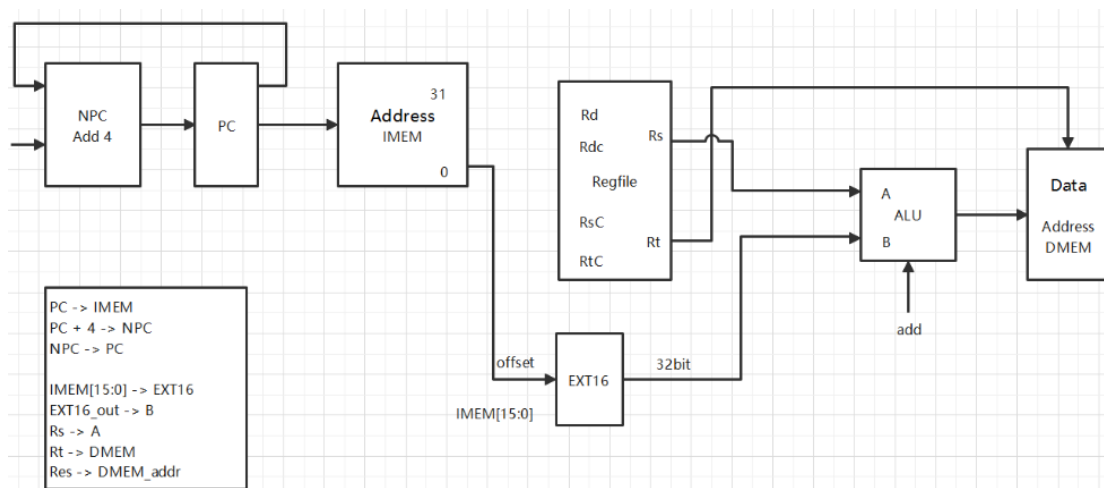 NPC
Add 4
PC
31
Address
IMEM
0
Rd
Rdc
Rs
Regfile
RsC
Rt
RtC
A
ALU
B
add
Data
Address
DMEM
offset
EXT16
32bit
IMEM[15:0]
PC -> IMEM
PC + 4 -> NPC
NPC -> PC
IMEM[15:0] -> EXT16
EXT16_out -> B
Rs -> A
Rt -> DMEM
Res -> DMEM_addr